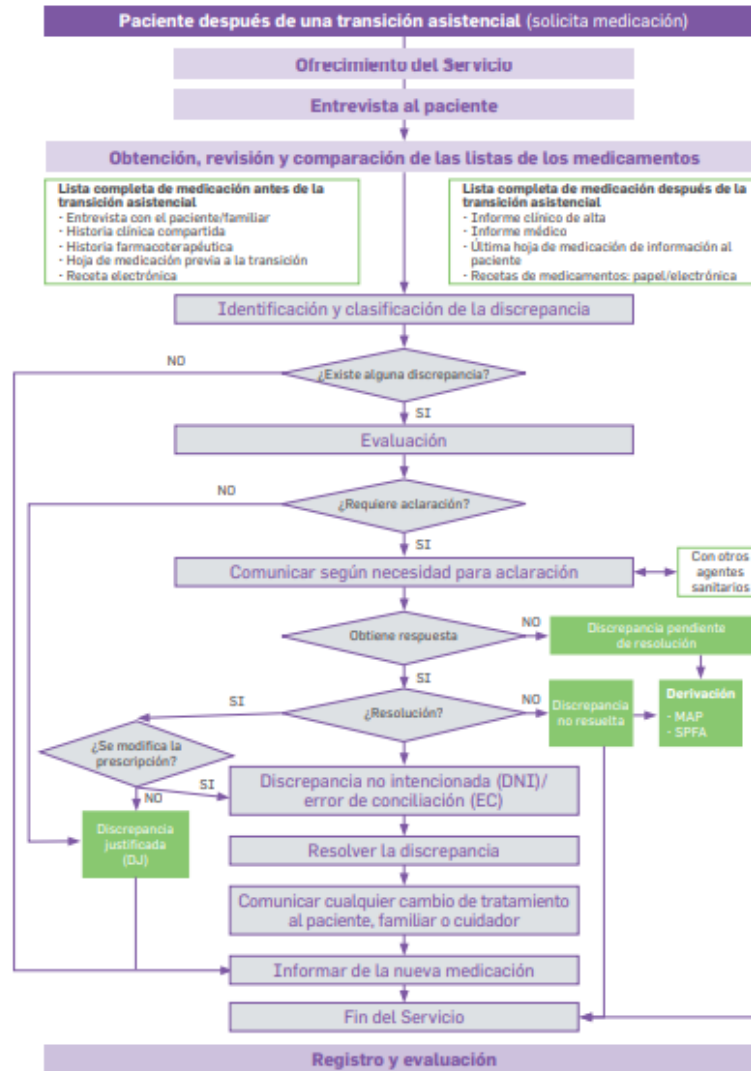 Paciente después de una transición asistencial (solicita medicación)
Ofrecimiento del Servicio
Entrevista al paciente
Obtención, revisión y comparación de las listas de los medicamentos
Lista completa de medicación antes de la
transición asistencial
- Entrevista con el paciente/familiar
- Historia clínica compartida
- Historia farmacoterapéutica
- Hoja de medicación previa a la transición
- Receta electrónica
Lista completa de medicación después de la
transición asistencial
- Informe clínico de alta
- Informe médico
- Última hoja de medicación de información al
paciente
- Recetas de medicamentos: papel/electrónica
Identificación y clasificación de la discrepancia
NO
¿Existe alguna discrepancia?
SI
Evaluación
NO
¿Requiere aclaración?
SI
Comunicar según necesidad para aclaración
Con otros
agentes
sanitarios
Obtiene respuesta
NO
Discrepancia pendiente
de resolución
SI
SI
¿Resolución?
NO
Discrepancia
no resuelta
Derivación
- MAP
- SPFA
¿Se modifica la
prescripción?
SI
NO
Discrepancia no intencionada (DNI)/
error de conciliación (EC)
Discrepancia
justificada
(DJ)
Resolver la discrepancia
Comunicar cualquier cambio de tratamiento
al paciente, familiar o cuidador
Informar de la nueva medicación
Fin del Servicio
Registro y evaluación